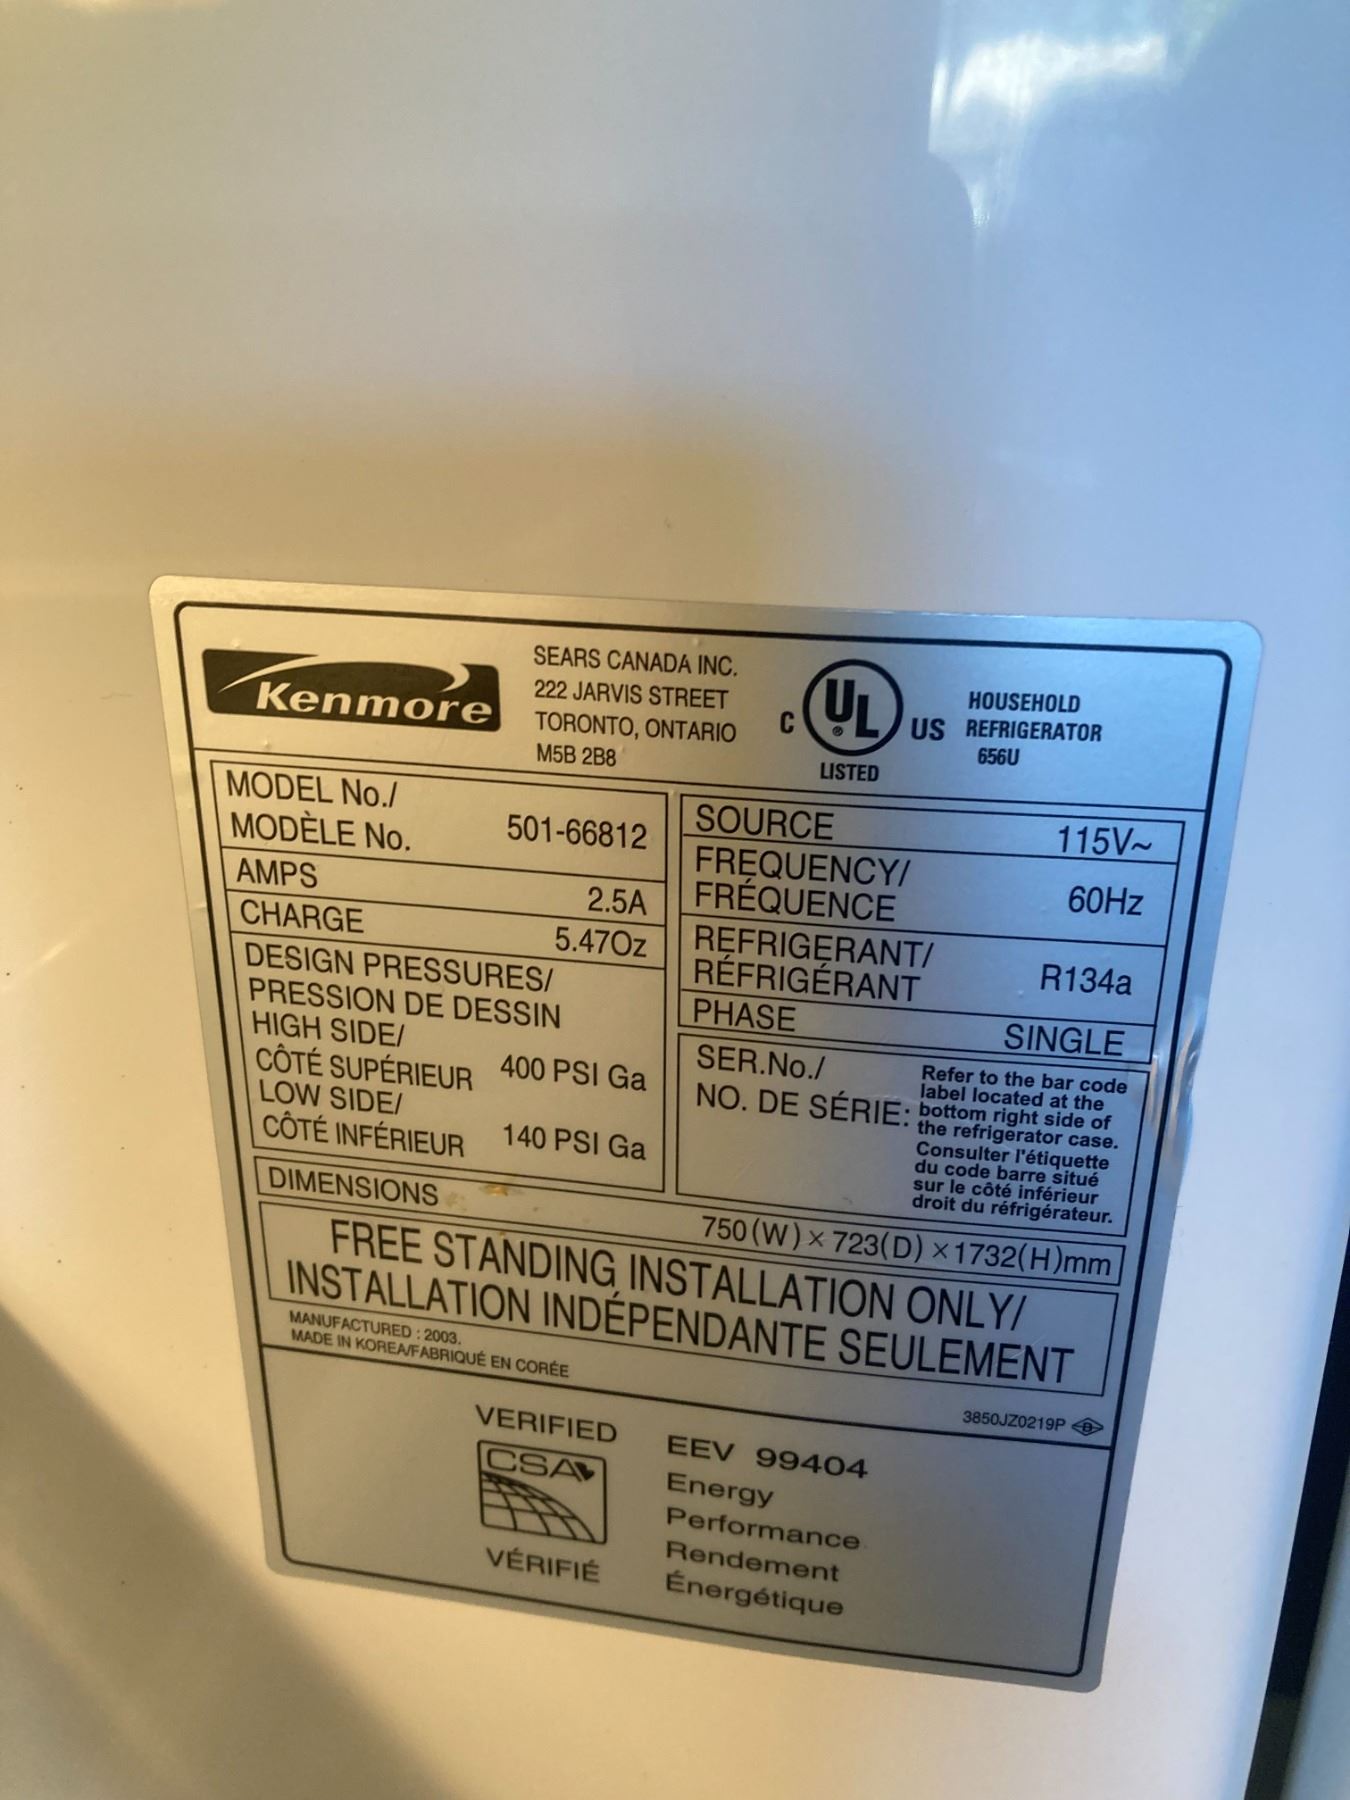 Kenmore
SEARS CANADA INC.
222 JARVIS STREET
TORONTO, ONTARIO
M5B 2B8
C UL ® US
LISTED
HOUSEHOLD
REFRIGERATOR
656U
MODEL No./
MODÈLE No. 501-66812
AMPS 2.5A
CHARGE 5.47Oz
DESIGN PRESSURES/
PRESSION DE DESSIN
HIGH SIDE/
CÔTÉ SUPÉRIEUR 400 PSI Ga
LOW SIDE/
CÔTÉ INFÉRIEUR 140 PSI Ga
SOURCE 115V~
FREQUENCY/
FRÉQUENCE 60Hz
REFRIGERANT/
RÉFRIGÉRANT R134a
PHASE SINGLE
SER.No./
NO. DE SÉRIE:
Refer to the bar code
label located at the
bottom right side of
the refrigerator case.
Consulter l'étiquette
du code barre situé
sur le côté inférieur
droit du réfrigérateur.
DIMENSIONS 750(W)×723(D)×1732(H)mm
FREE STANDING INSTALLATION ONLY/
INSTALLATION INDÉPENDANTE SEULEMENT
MANUFACTURED : 2003.
MADE IN KOREA/FABRIQUÉ EN CORÉE
3850JZ0219P B
VERIFIED
CSA
VÉRIFIÉ
EEV 99404
Energy
Performance
Rendement
Énergétique